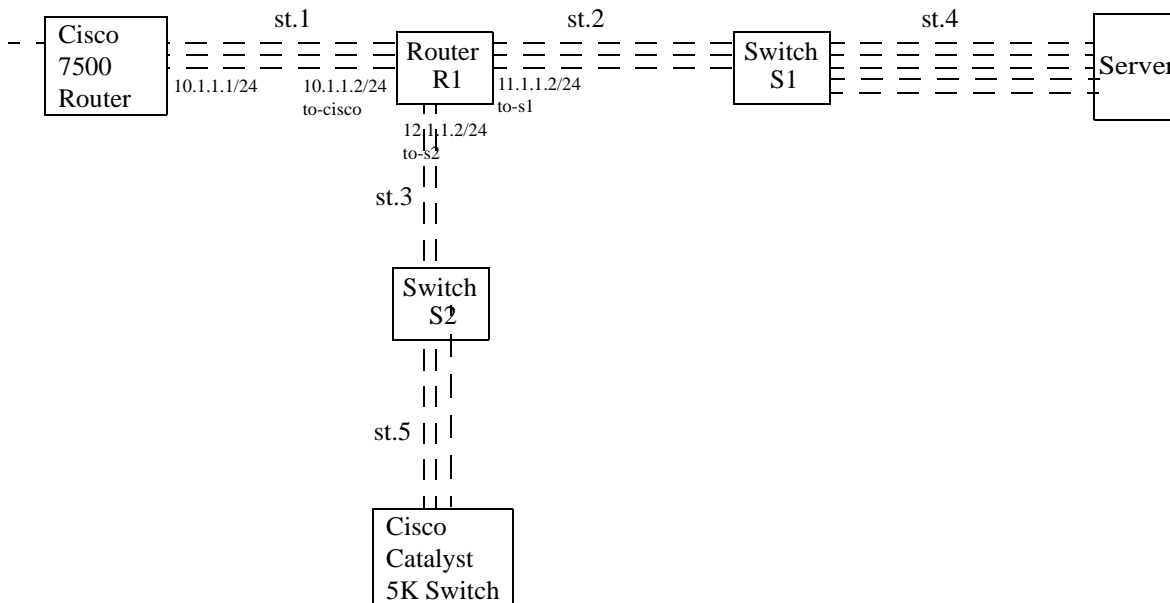 st.1
st.2
st.4
Cisco
7500
Router
10.1.1.1/24
10.1.1.2/24
to-cisco
Router
R1
11.1.1.2/24
to-s1
Switch
S1
Server
12.1.1.2/24
to-s2
st.3
Switch
S2
st.5
Cisco
Catalyst
5K Switch